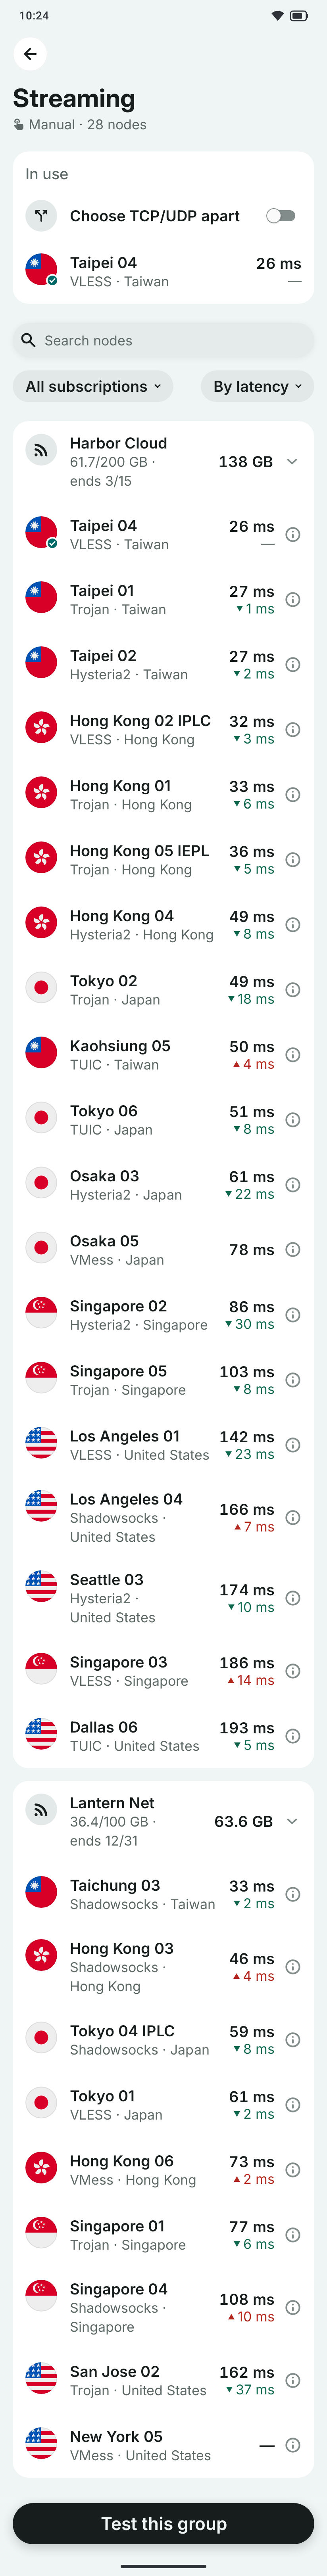 10:24
Streaming
Manual · 28 nodes
In use
Choose TCP/UDP apart
Taipei 04
26 ms
VLESS · Taiwan
—
Search nodes
All subscriptions
By latency
Harbor Cloud
61.7/200 GB ·
ends 3/15
138 GB
Taipei 04
26 ms
VLESS · Taiwan
—
Taipei 01
27 ms
Trojan · Taiwan
▼1 ms
Taipei 02
27 ms
Hysteria2 · Taiwan
▼2 ms
Hong Kong 02 IPLC
32 ms
VLESS · Hong Kong
▼3 ms
Hong Kong 01
33 ms
Trojan · Hong Kong
▼6 ms
Hong Kong 05 IEPL
36 ms
Trojan · Hong Kong
▼5 ms
Hong Kong 04
49 ms
Hysteria2 · Hong Kong
▼8 ms
Tokyo 02
49 ms
Trojan · Japan
▼18 ms
Kaohsiung 05
50 ms
TUIC · Taiwan
▲4 ms
Tokyo 06
51 ms
TUIC · Japan
▼8 ms
Osaka 03
61 ms
Hysteria2 · Japan
▼22 ms
Osaka 05
VMess · Japan
78 ms
Singapore 02
86 ms
Hysteria2 · Singapore
▼30 ms
Singapore 05
103 ms
Trojan · Singapore
▼8 ms
Los Angeles 01
142 ms
VLESS · United States
▼23 ms
Los Angeles 04
Shadowsocks ·
United States
166 ms
▲7 ms
Seattle 03
Hysteria2 ·
United States
174 ms
▼10 ms
Singapore 03
186 ms
VLESS · Singapore
▲14 ms
Dallas 06
193 ms
TUIC · United States
▼5 ms
Lantern Net
36.4/100 GB ·
ends 12/31
63.6 GB
Taichung 03
33 ms
Shadowsocks · Taiwan
▼2 ms
Hong Kong 03
Shadowsocks ·
Hong Kong
46 ms
▲4 ms
Tokyo 04 IPLC
59 ms
Shadowsocks · Japan
▼8 ms
Tokyo 01
61 ms
VLESS · Japan
▼2 ms
Hong Kong 06
73 ms
VMess · Hong Kong
▲2 ms
Singapore 01
77 ms
Trojan · Singapore
▼6 ms
Singapore 04
Shadowsocks ·
Singapore
108 ms
▲10 ms
San Jose 02
162 ms
Trojan · United States
▼37 ms
New York 05
VMess · United States
—
Test this group